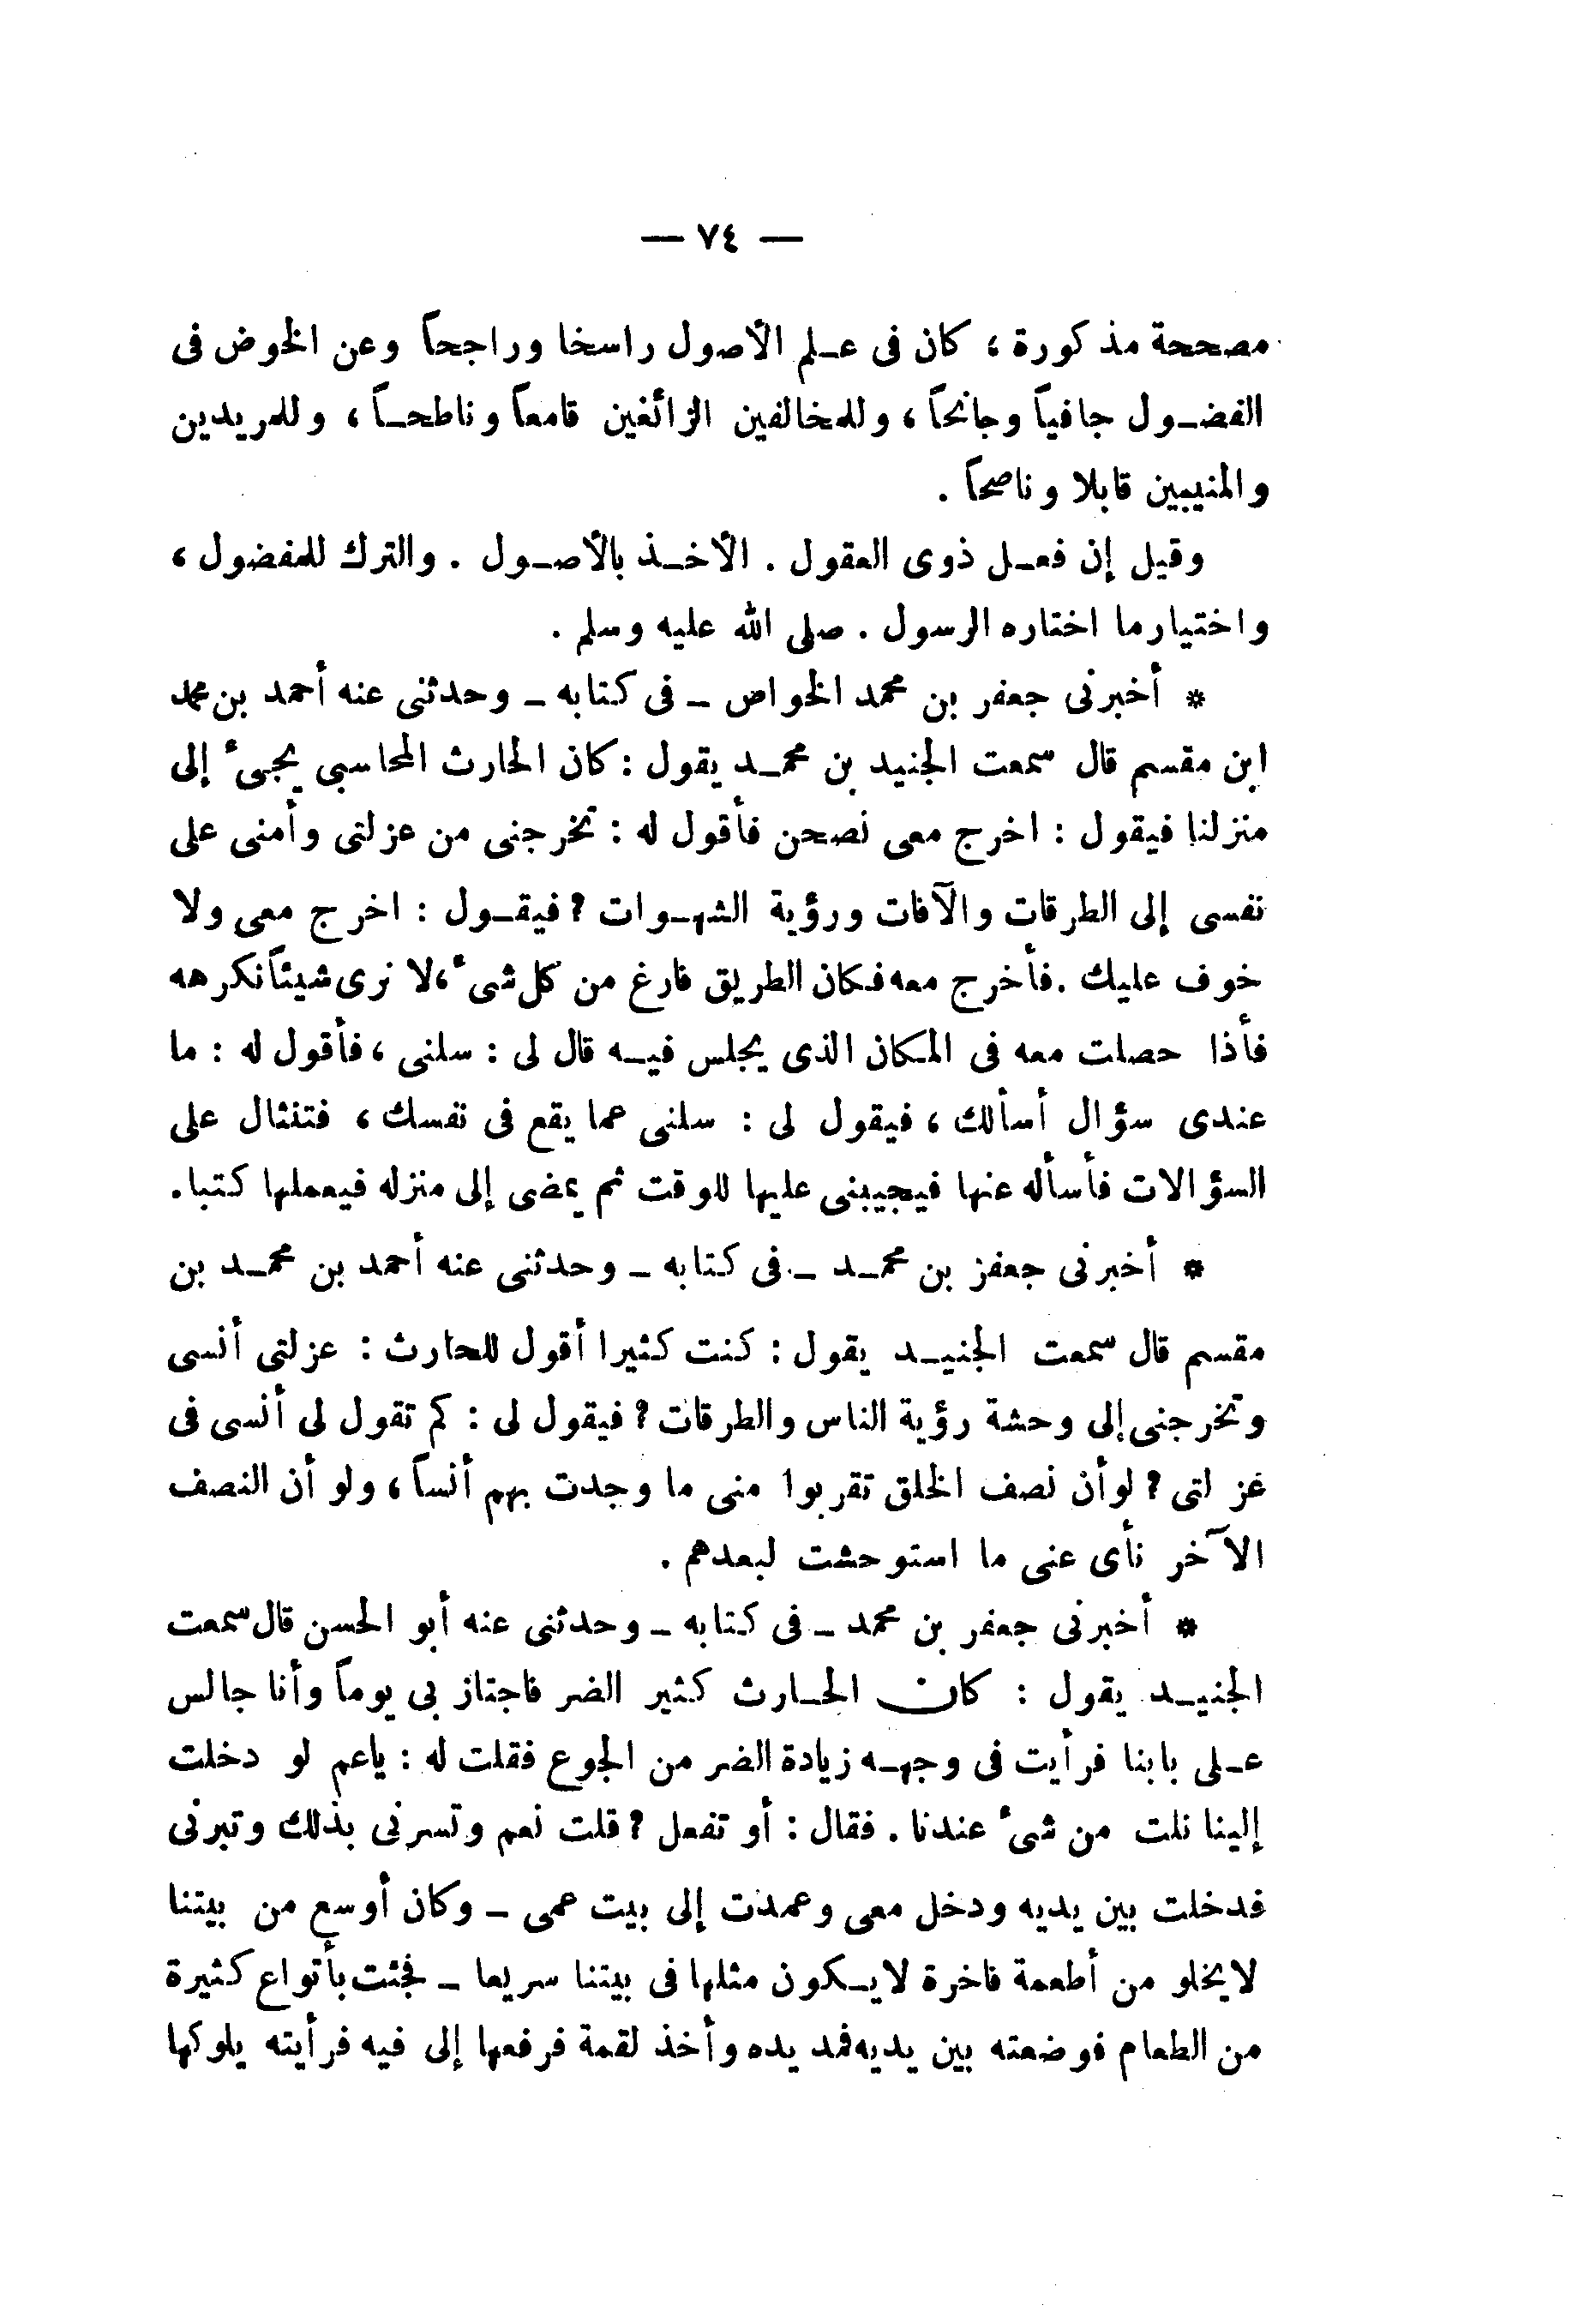 — ٧٤ —
مصححة مذكورة ، كان فى علم الأصول راسخا وراجحاً وعن الخوض فى
الفضول جافياً وجانحاً ، وللمخالفين الزائغين قامعاً وناطحاً ، وللمريدين
والمنيبين قابلا وناصحاً .
وقيل إن فعل ذوى العقول . الأخذ بالأصول . والترك للمفضول ،
واختيار ما اختاره الرسول . صلى الله عليه وسلم .
* أخبرنى جعفر بن محمد الخواص - فى كتابه - وحدثنى عنه أحمد بن محمد
ابن مقسم قال سمعت الجنيد بن محمد يقول : كان الحارث المحاسبى يجىء إلى
منزلنا فيقول : اخرج معى نصحن فأقول له : تخرجنى من عزلتى وأمنى على
نفسى إلى الطرقات والآفات ورؤية الشهوات ؟ فيقول : اخرج معى ولا
خوف عليك . فأخرج معه فكان الطريق فارغ من كل شىء ، لا نرى شيئاً نكرهه
فأذا حصلت معه فى المكان الذى يجلس فيه قال لى : سلنى ، فأقول له : ما
عندى سؤال أسألك ، فيقول لى : سلنى عما يقع فى نفسك ، فتنثال على
السؤالات فأسأله عنها فيجيبنى عليها للوقت ثم يمضى إلى منزله فيعملها كتبا .
* أخبرنى جعفز بن محمد - فى كتابه - وحدثنى عنه أحمد بن محمد بن
مقسم قال سمعت الجنيد يقول : كنت كثيرا أقول للحارث : عزلتى أنسى
وتخرجنى إلى وحشة رؤية الناس والطرقات ؟ فيقول لى : كم تقول لى أنسى فى
غزلتى ؟ لو أن نصف الخلق تقربوا منى ما وجدت بهم أنساً ، ولو أن النصف
الآخر نأى عنى ما استوحشت لبعدهم .
* أخبرنى جعفر بن محمد - فى كتابه - وحدثنى عنه أبو الحسن قال سمعت
الجنيد يقول : كان الحارث كثير الضر فاجتاز بى يوماً وأنا جالس
على بابنا فرأيت فى وجهه زيادة الضر من الجوع فقلت له : ياعم لو دخلت
إلينا نلت من شىء عندنا . فقال : أو تفعل ؟ قلت نعم وتسرنى بذلك وتبرنى
فدخلت بين يديه ودخل معى وعمدت إلى بيت عمى - وكان أوسع من بيتنا
لا يخلو من أطعمة فاخرة لا يكون مثلها فى بيتنا سريعا - فجئت بأنواع كثيرة
من الطعام فوضعته بين يديه فمد يده وأخذ لقمة فرفعها إلى فيه فرأيته يلوكها